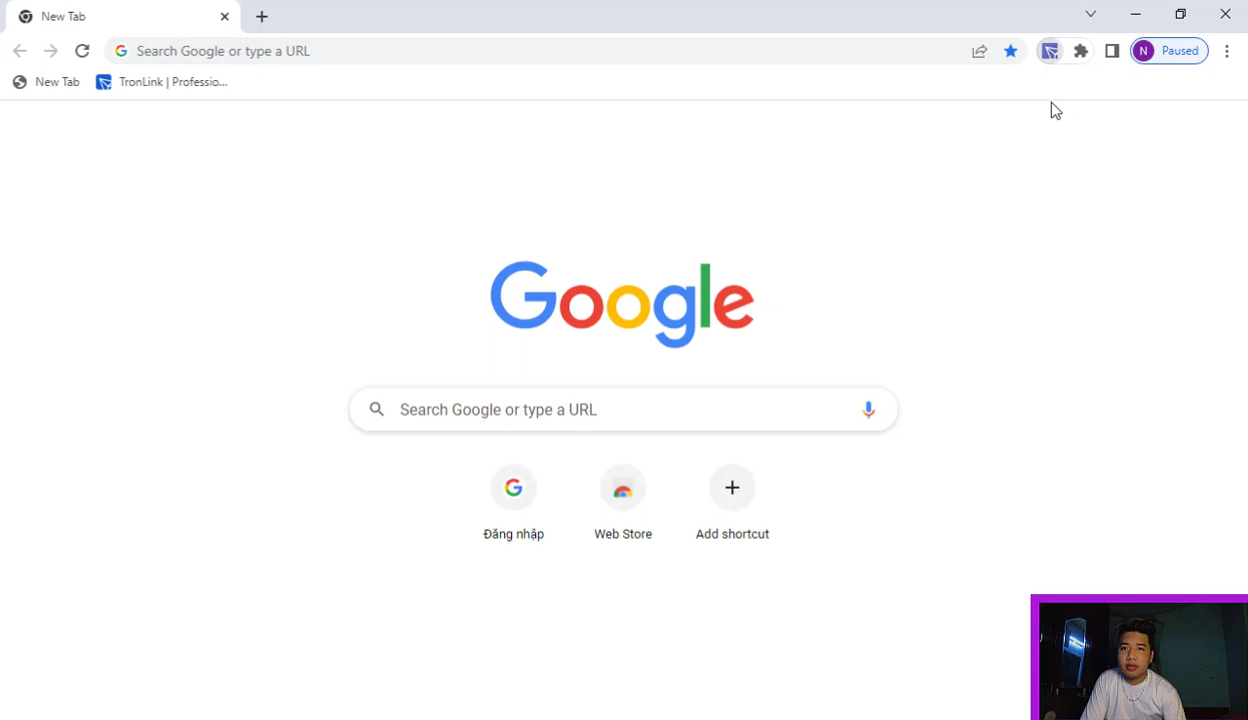 New Tab
Search Google or type a URL
N Paused
New Tab
TronLink | Professio...
Google
Search Google or type a URL
Đăng nhập
Web Store
Add shortcut